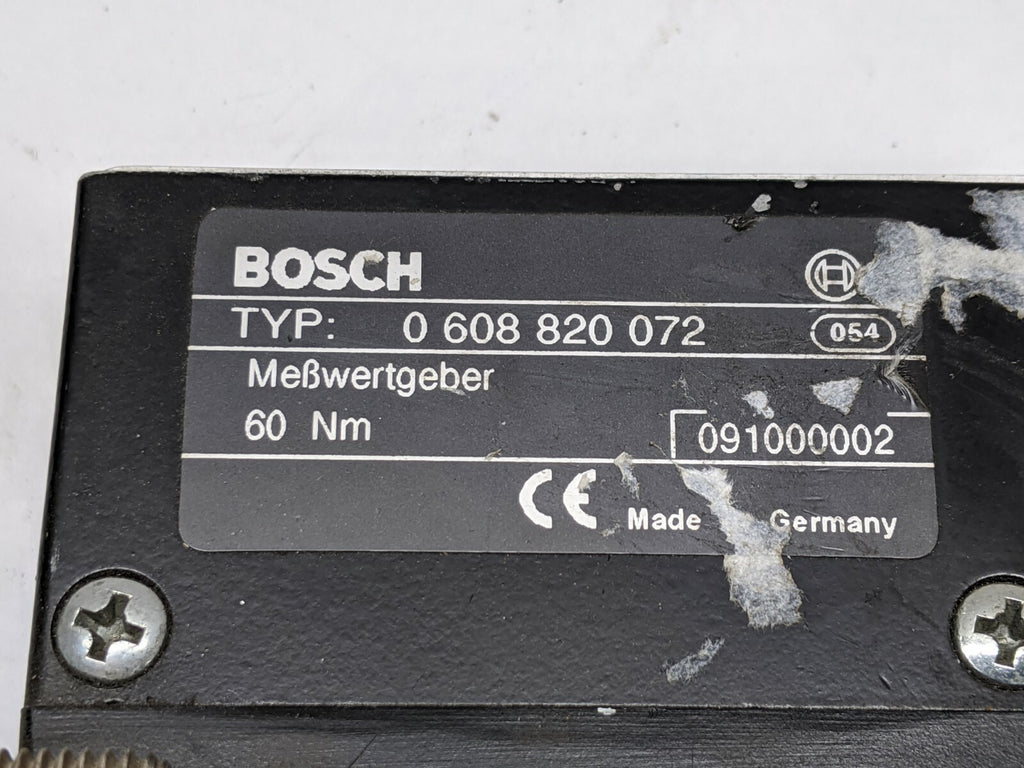 BOSCH
TYP: 0 608 820 072 054
Meßwertgeber
60 Nm 091000002
CE Made Germany